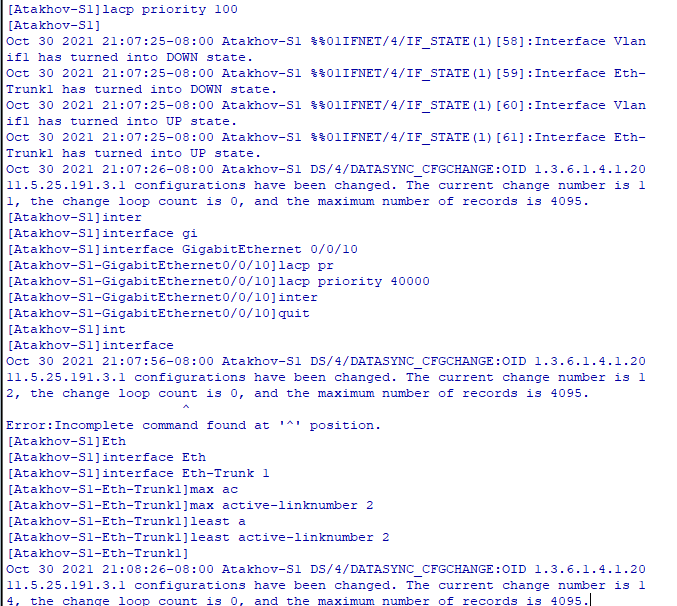 [Atakhov-S1]lacp priority 100
[Atakhov-S1]
Oct 30 2021 21:07:25-08:00 Atakhov-S1 %%01IFNET/4/IF_STATE(l)[58]:Interface Vlan
if1 has turned into DOWN state.
Oct 30 2021 21:07:25-08:00 Atakhov-S1 %%01IFNET/4/IF_STATE(l)[59]:Interface Eth-
Trunk1 has turned into DOWN state.
Oct 30 2021 21:07:25-08:00 Atakhov-S1 %%01IFNET/4/IF_STATE(l)[60]:Interface Vlan
if1 has turned into UP state.
Oct 30 2021 21:07:25-08:00 Atakhov-S1 %%01IFNET/4/IF_STATE(l)[61]:Interface Eth-
Trunk1 has turned into UP state.
Oct 30 2021 21:07:26-08:00 Atakhov-S1 DS/4/DATASYNC_CFGCHANGE:OID 1.3.6.1.4.1.20
11.5.25.191.3.1 configurations have been changed. The current change number is 1
1, the change loop count is 0, and the maximum number of records is 4095.
[Atakhov-S1]inter
[Atakhov-S1]interface gi
[Atakhov-S1]interface GigabitEthernet 0/0/10
[Atakhov-S1-GigabitEthernet0/0/10]lacp pr
[Atakhov-S1-GigabitEthernet0/0/10]lacp priority 40000
[Atakhov-S1-GigabitEthernet0/0/10]inter
[Atakhov-S1-GigabitEthernet0/0/10]quit
[Atakhov-S1]int
[Atakhov-S1]interface
Oct 30 2021 21:07:56-08:00 Atakhov-S1 DS/4/DATASYNC_CFGCHANGE:OID 1.3.6.1.4.1.20
11.5.25.191.3.1 configurations have been changed. The current change number is 1
2, the change loop count is 0, and the maximum number of records is 4095.
^
Error:Incomplete command found at '^' position.
[Atakhov-S1]Eth
[Atakhov-S1]interface Eth
[Atakhov-S1]interface Eth-Trunk 1
[Atakhov-S1-Eth-Trunk1]max ac
[Atakhov-S1-Eth-Trunk1]max active-linknumber 2
[Atakhov-S1-Eth-Trunk1]least a
[Atakhov-S1-Eth-Trunk1]least active-linknumber 2
[Atakhov-S1-Eth-Trunk1]
Oct 30 2021 21:08:26-08:00 Atakhov-S1 DS/4/DATASYNC_CFGCHANGE:OID 1.3.6.1.4.1.20
11.5.25.191.3.1 configurations have been changed. The current change number is 1
4, the change loop count is 0, and the maximum number of records is 4095.